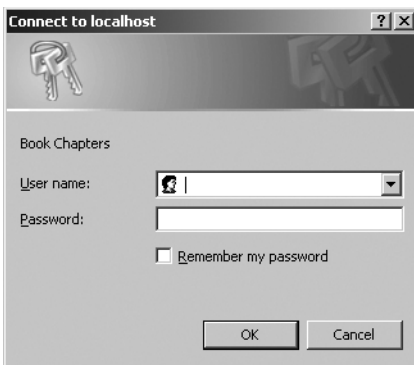 Connect to localhost
Book Chapters
User name:
Password:
Remember my password
OK Cancel